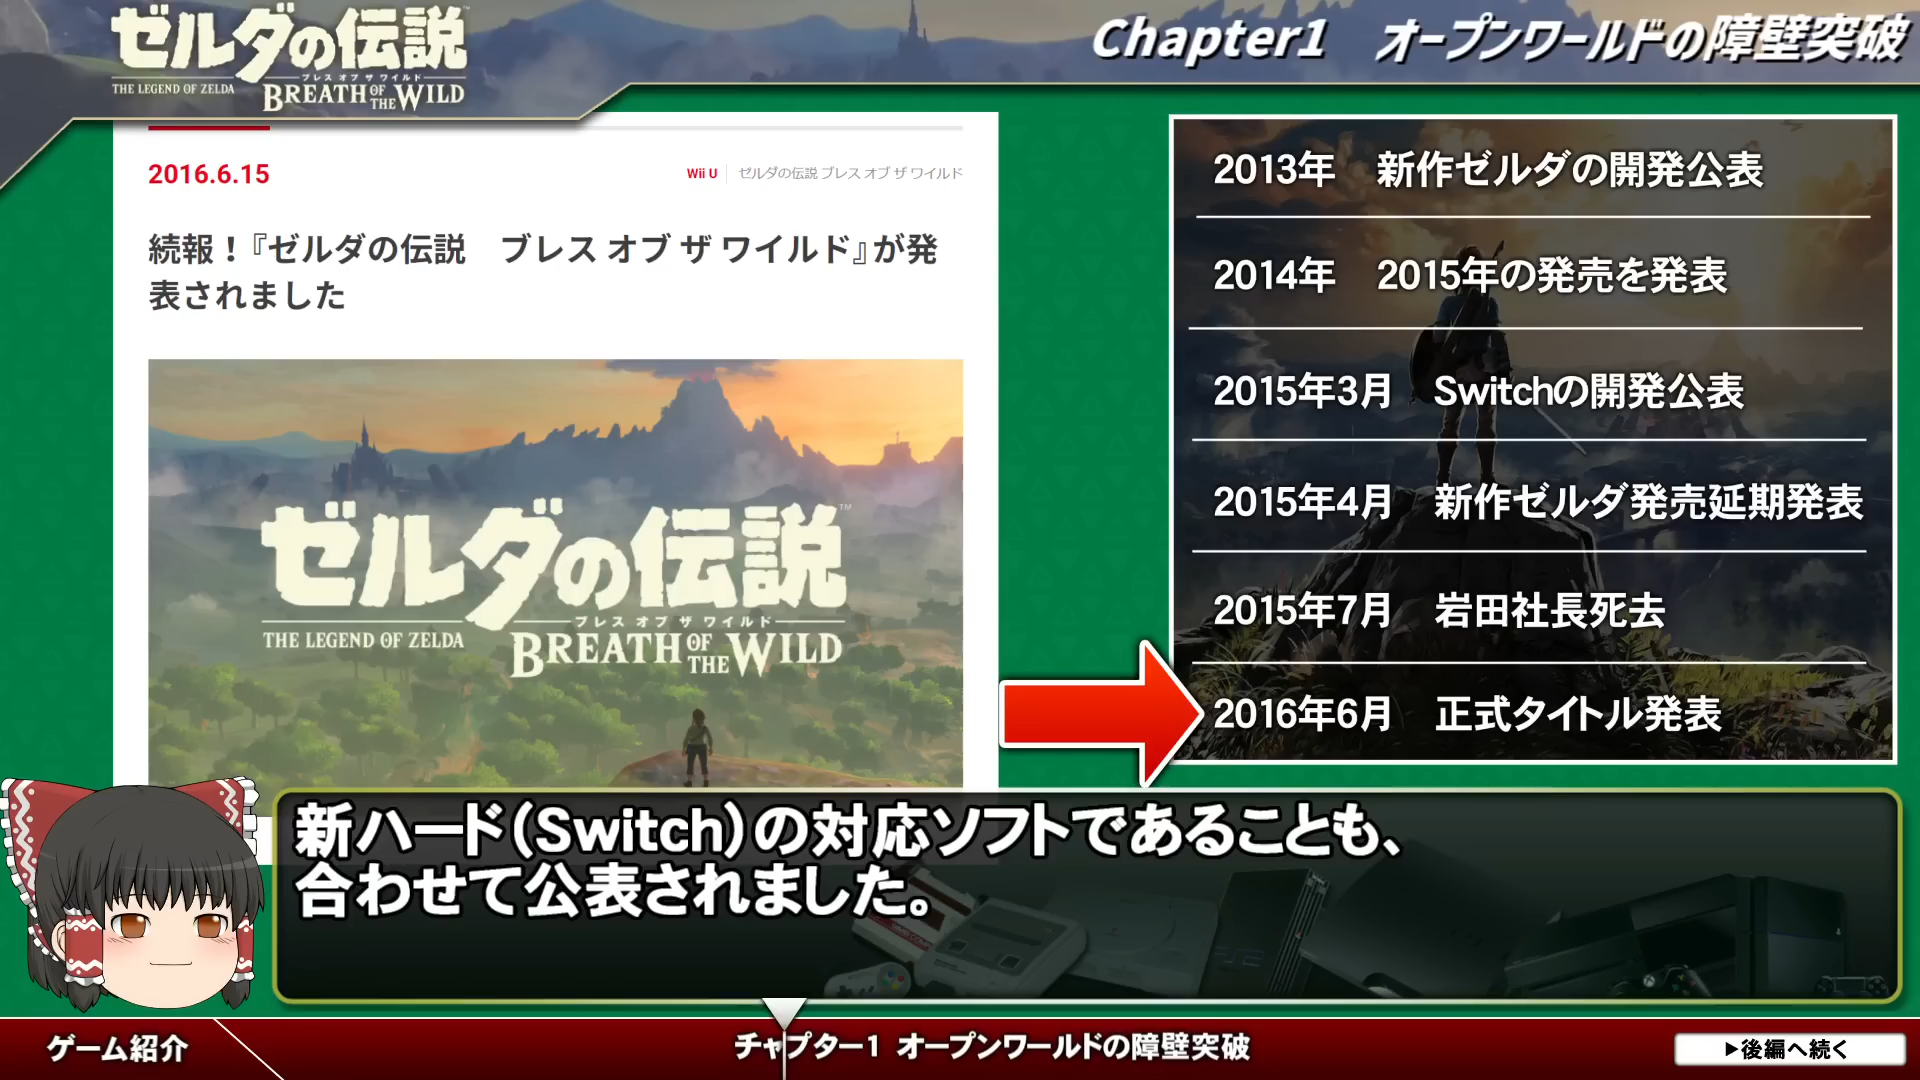 ゼルダの伝説
ブレス オブ ザ ワイルド
THE LEGEND OF ZELDA
BREATH OF THE WILD
Chapter1 オープンワールドの障壁突破
2016.6.15
Wii U ゼルダの伝説 ブレス オブ ザ ワイルド
続報！『ゼルダの伝説 ブレス オブ ザ ワイルド』が発
表されました
ゼルダの伝説™
ブレス オブ ザ ワイルド
THE LEGEND OF ZELDA
BREATH OF THE WILD
2013年 新作ゼルダの開発公表
2014年 2015年の発売を発表
2015年3月 Switchの開発公表
2015年4月 新作ゼルダ発売延期発表
2015年7月 岩田社長死去
2016年6月 正式タイトル発表
新ハード（Switch）の対応ソフトであることも、
合わせて公表されました。
ゲーム紹介
チャプター1 オープンワールドの障壁突破
▶後編へ続く